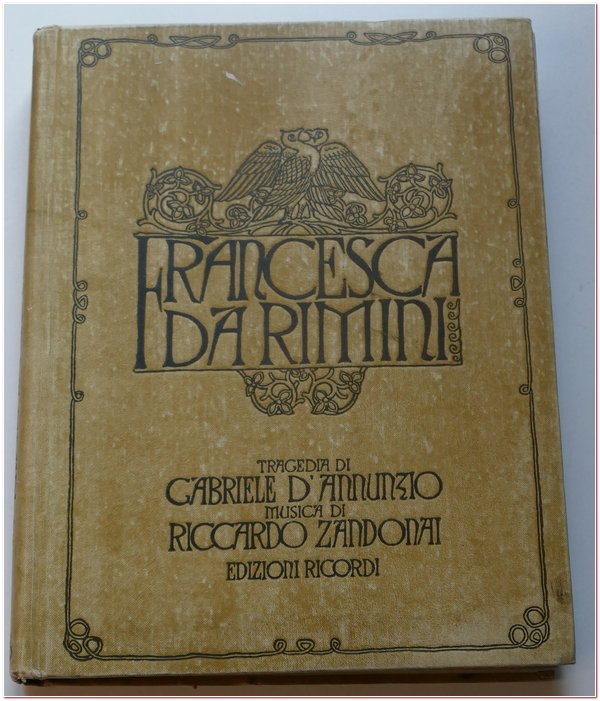 FRANCESCA
DA RIMINI
TRAGEDIA DI
GABRIELE D'ANNUNZIO
MUSICA DI
RICCARDO ZANDONAI
EDIZIONI RICORDI